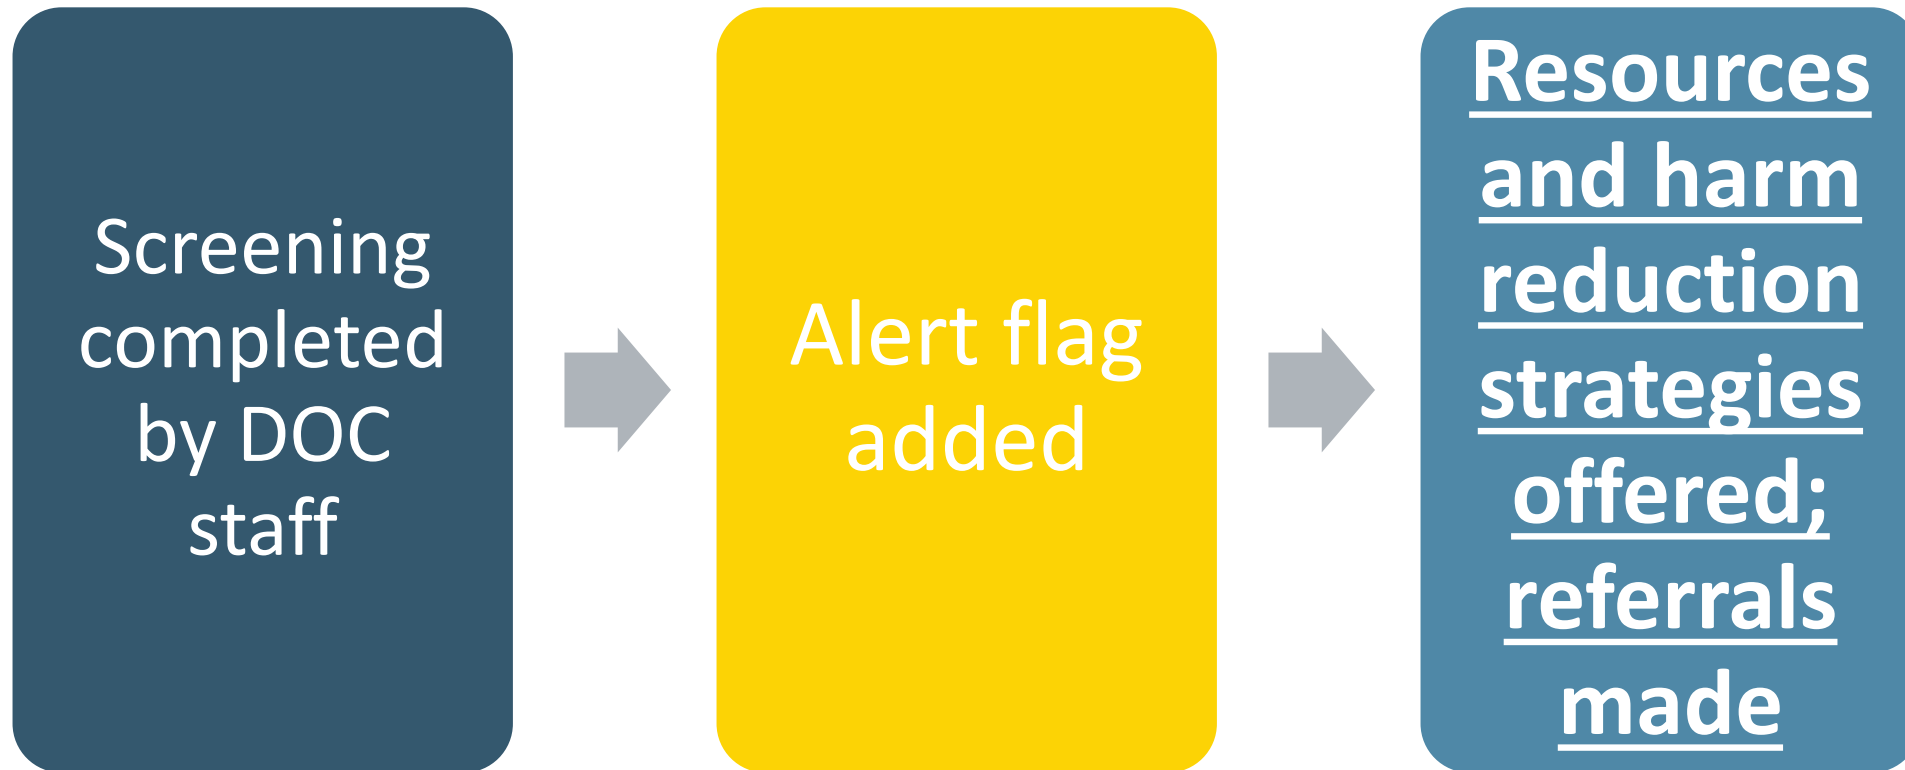 Screening
completed
by DOC
staff
Alert flag
added
Resources
and harm
reduction
strategies
offered;
referrals
made